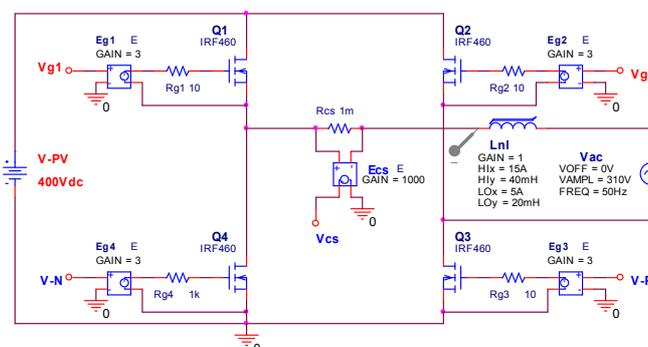 Eg1 E
GAIN = 3
Q1
IRF460
Q2
IRF460
Eg2 E
GAIN = 3
Vg1
Rg1 10
Rg2 10
Vg
0
0
Rcs 1m
V-PV
400Vdc
Ecs E
GAIN = 1000
0
Vcs
LnI
GAIN = 1
HIx = 15A
HIy = 40mH
LOx = 5A
LOy = 20mH
Vac
VOFF = 0V
VAMPL = 310V
FREQ = 50Hz
Eg4 E
GAIN = 3
Q4
IRF460
Q3
IRF460
Eg3 E
GAIN = 3
V-N
Rg4 1k
Rg3 10
0
0
0